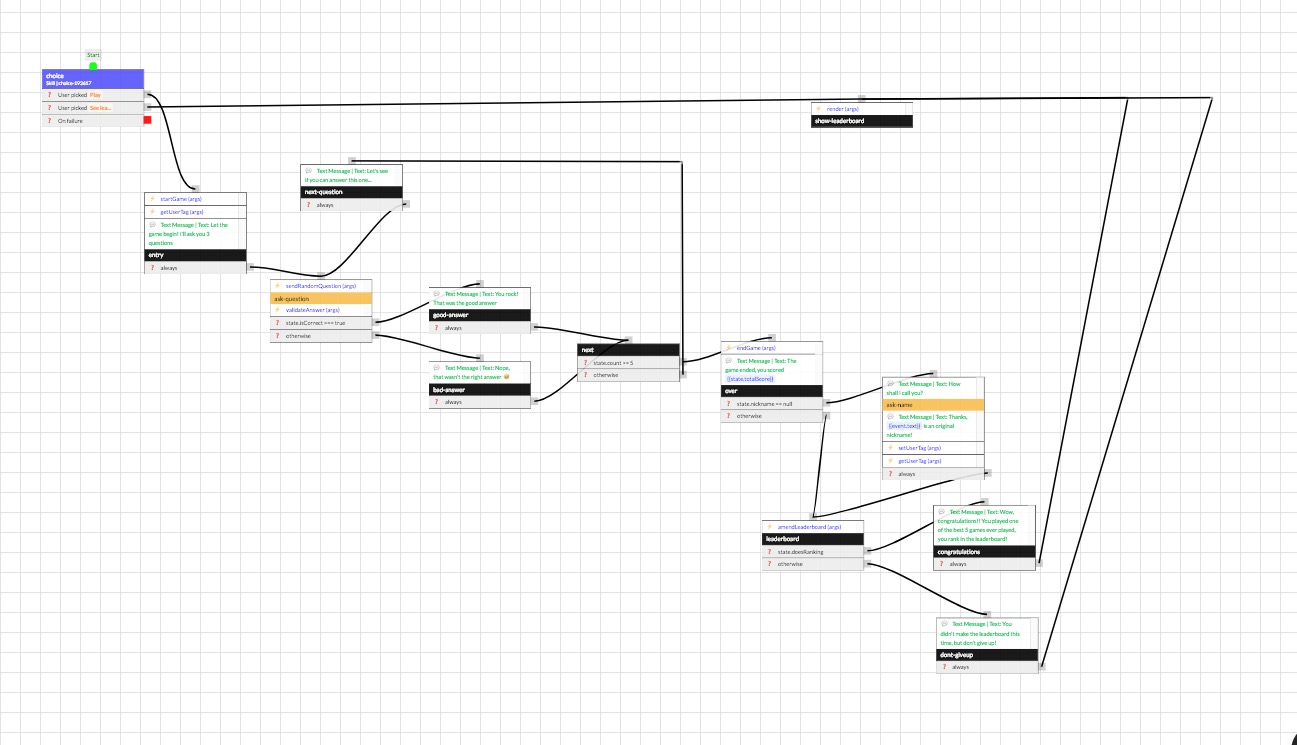 Start
choice
Skill | choice-593687
User picked Play
User picked See lea...
On failure
render (args)
show-leaderboard
Text Message | Text: Let's see
if you can answer this one...
next-question
always
startGame (args)
getUserTag (args)
Text Message | Text: Let the
game begin! I'll ask you 3
questions
entry
always
sendRandomQuestion (args)
ask-question
validateAnswer (args)
state.isCorrect === true
otherwise
Text Message | Text: You rock!
That was the good answer
good-answer
always
Text Message | Text: Nope,
that wasn't the right answer 😅
bad-answer
always
next
state.count == 5
otherwise
endGame (args)
Text Message | Text: The
game ended, you scored
{{state.totalScore}}
over
state.nickname == null
otherwise
Text Message | Text: How
shall I call you?
ask-name
Text Message | Text: Thanks,
{{event.text}} is an original
nickname!
setUserTag (args)
getUserTag (args)
always
amendLeaderboard (args)
leaderboard
state.doesRanking
otherwise
Text Message | Text: Wow,
congratulations!! You played one
of the best 5 games ever played,
you rank in the leaderboard!
congratulations
always
Text Message | Text: You
didn't make the leaderboard this
time, but don't give up!
dont-giveup
always